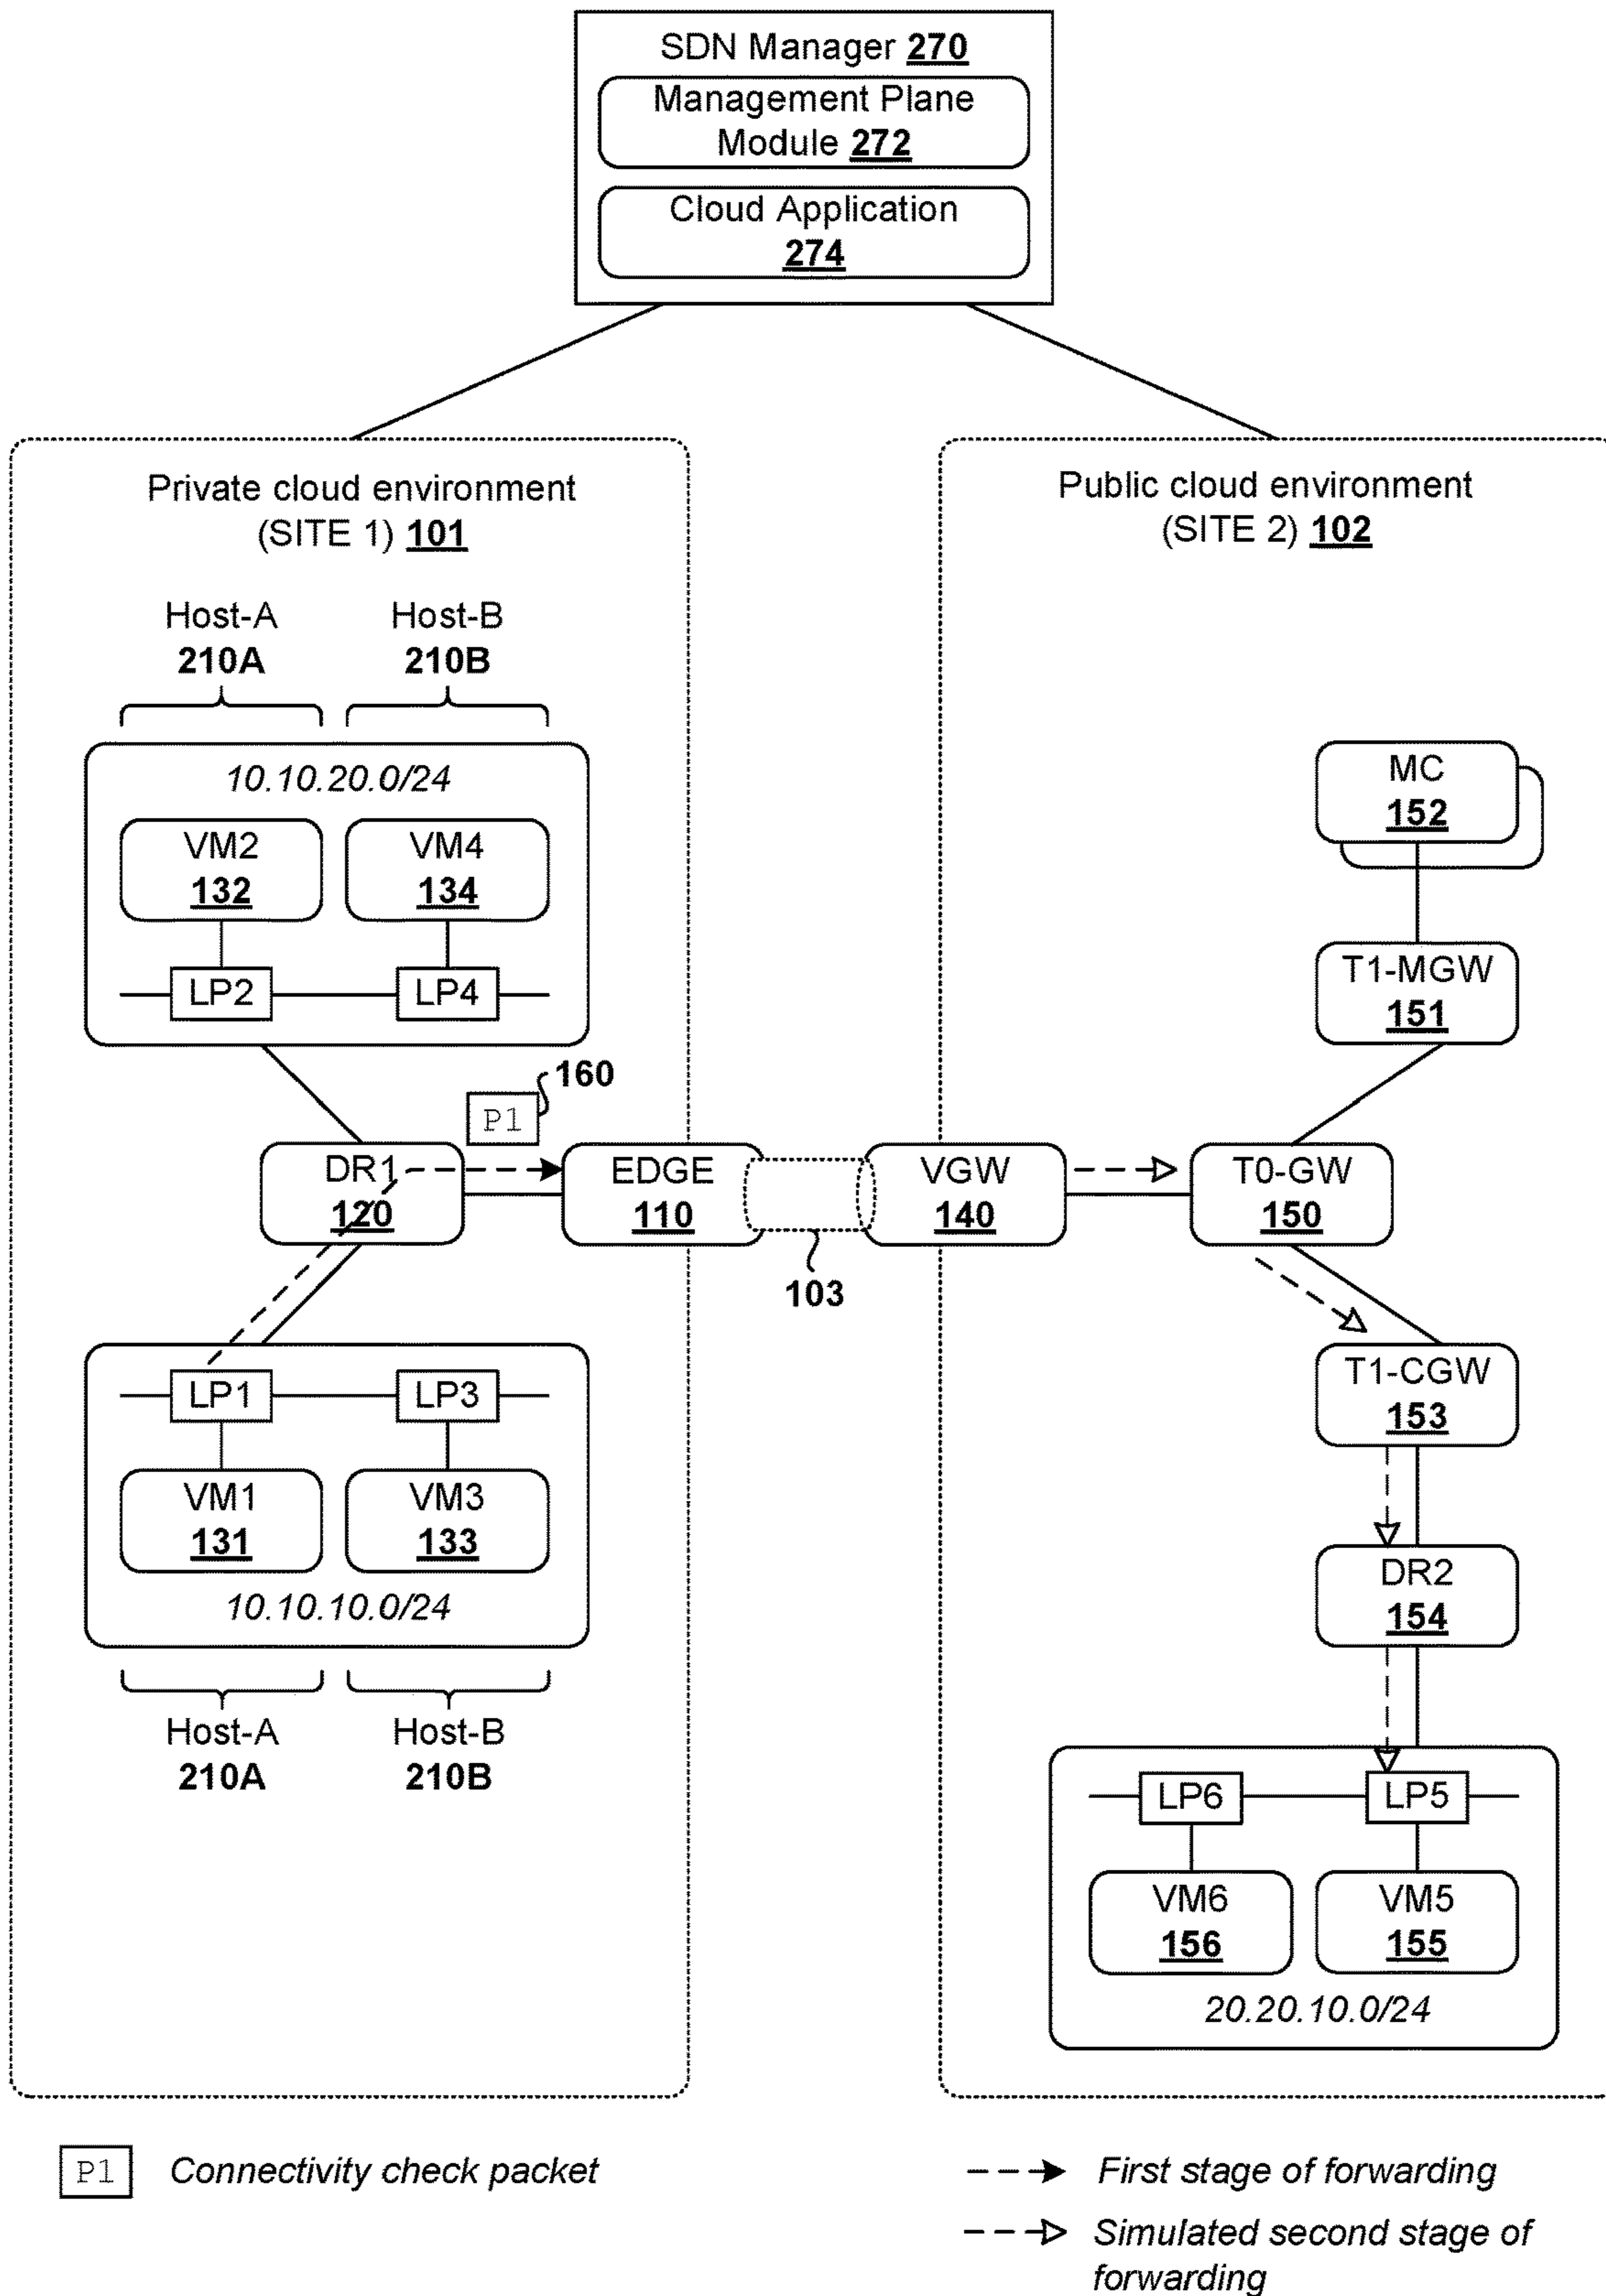 SDN Manager 270
Management Plane
Module 272
Cloud Application
274
Private cloud environment
(SITE 1) 101
Public cloud environment
(SITE 2) 102
Host-A
210A
Host-B
210B
10.10.20.0/24
VM2
132
VM4
134
LP2
LP4
MC
152
T1-MGW
151
160
P1
DR1
120
EDGE
110
VGW
140
T0-GW
150
103
LP1
LP3
VM1
131
VM3
133
10.10.10.0/24
Host-A
210A
Host-B
210B
T1-CGW
153
DR2
154
LP6
LP5
VM6
156
VM5
155
20.20.10.0/24
P1
Connectivity check packet
First stage of forwarding
Simulated second stage of
forwarding